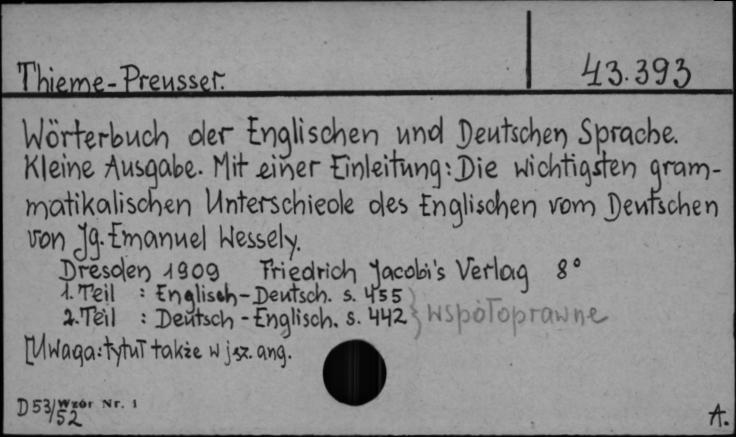 Thieme-Preusser. 43.393
Wörterbuch der Englischen und Deutschen Sprache.
Kleine Ausgabe. Mit einer Einleitung: Die wichtigsten gram-
matikalischen Unterschiede des Englischen vom Deutschen
von Jg. Emanuel Wessely.
Dresden 1909 Friedrich Jacobi's Verlag 8°
1. Teil : Englisch-Deutsch. s. 455
2. Teil : Deutsch-Englisch. s. 442 } współoprawne
[Uwaga: tytuł także w jęz. ang.
D 53/52 Wzór Nr. 1
A.